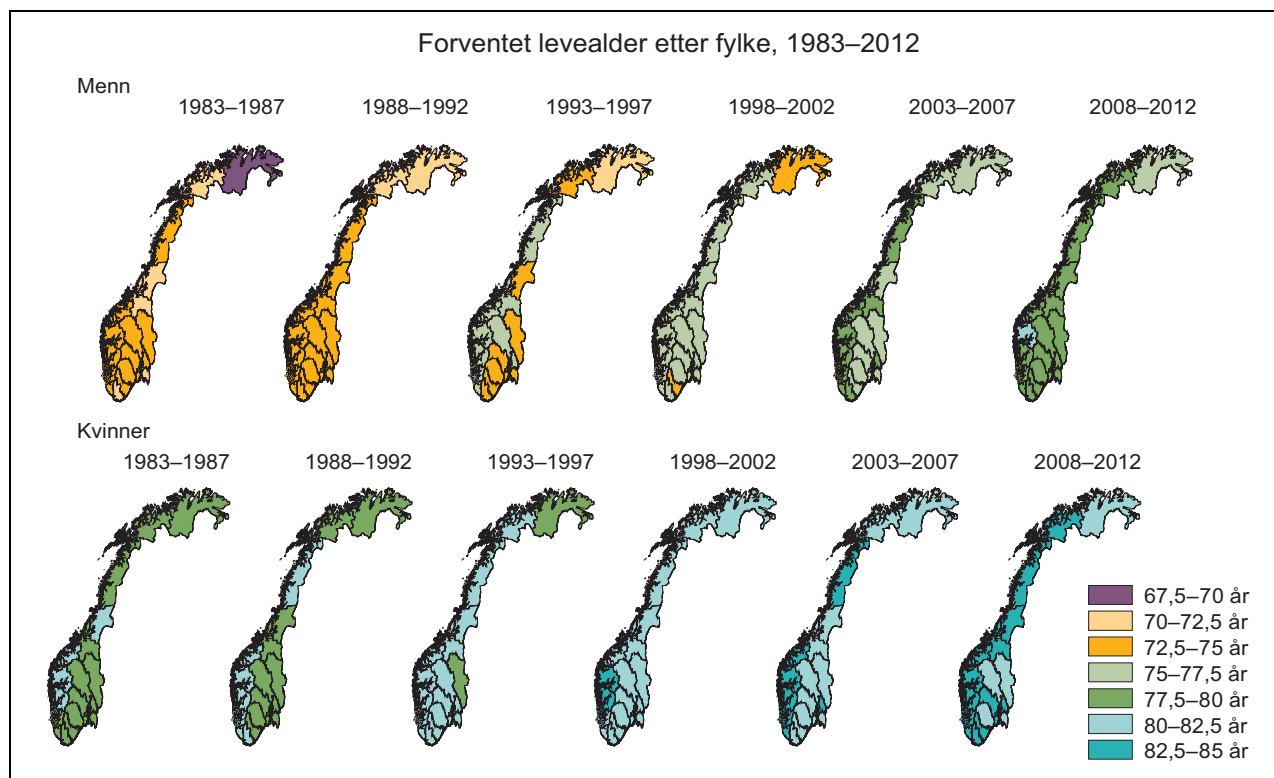 Forventet levealder etter fylke, 1983–2012
Menn
1983–1987 1988–1992 1993–1997 1998–2002 2003–2007 2008–2012
Kvinner
1983–1987 1988–1992 1993–1997 1998–2002 2003–2007 2008–2012
67,5–70 år
70–72,5 år
72,5–75 år
75–77,5 år
77,5–80 år
80–82,5 år
82,5–85 år